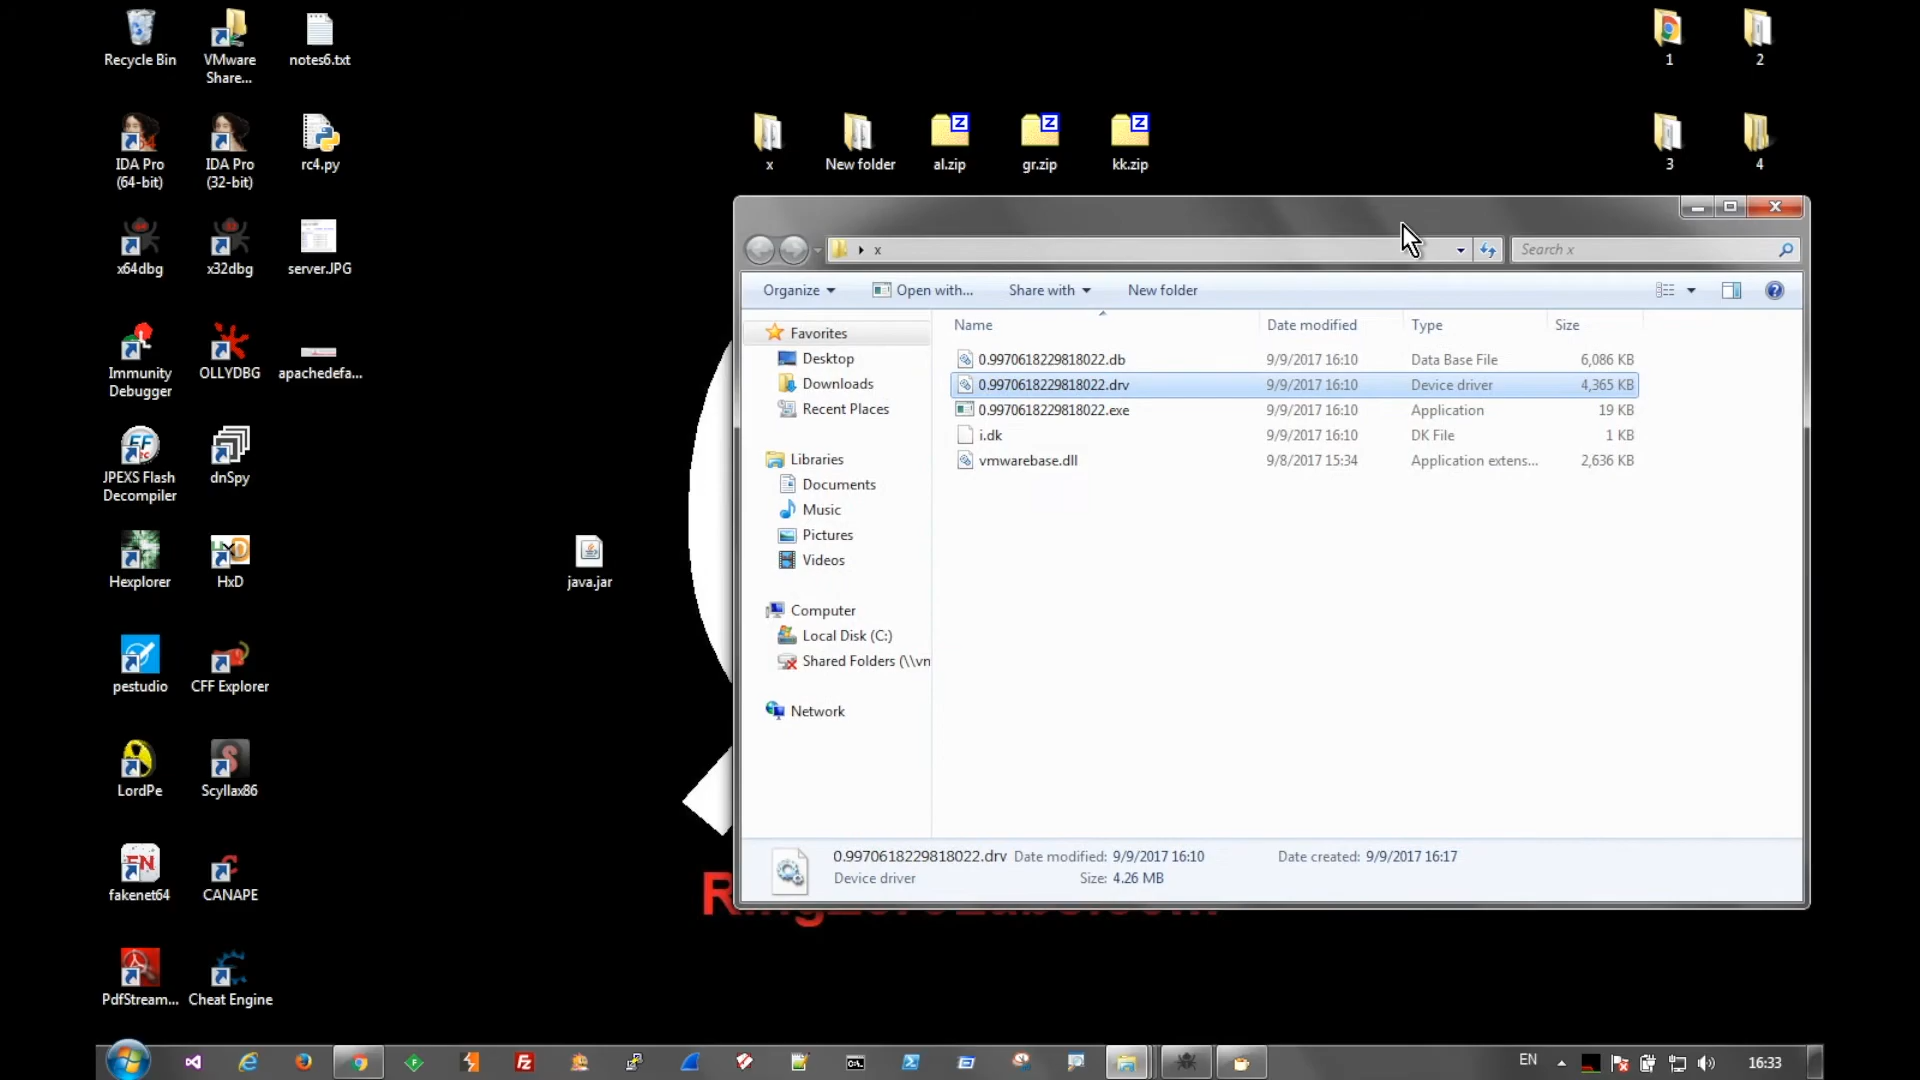 Recycle Bin
VMware
Share...
notes6.txt
1
2
IDA Pro
(64-bit)
IDA Pro
(32-bit)
rc4.py
x
New folder
al.zip
gr.zip
kk.zip
3
4
x64dbg
x32dbg
server.JPG
x
Search x
Organize
Open with...
Share with
New folder
Immunity
Debugger
OLLYDBG
apachedefa...
Favorites
Desktop
Downloads
Recent Places
Libraries
Documents
Music
Pictures
Videos
Computer
Local Disk (C:)
Shared Folders (\\vn
Network
Name Date modified Type Size
0.9970618229818022.db 9/9/2017 16:10 Data Base File 6,086 KB
0.9970618229818022.drv 9/9/2017 16:10 Device driver 4,365 KB
0.9970618229818022.exe 9/9/2017 16:10 Application 19 KB
i.dk 9/9/2017 16:10 DK File 1 KB
vmwarebase.dll 9/8/2017 15:34 Application extens... 2,636 KB
JPEXS Flash
Decompiler
dnSpy
Hexplorer
HxD
java.jar
pestudio
CFF Explorer
LordPe
Scyllax86
fakenet64
CANAPE
0.9970618229818022.drv Date modified: 9/9/2017 16:10 Date created: 9/9/2017 16:17
Device driver Size: 4.26 MB
PdfStream...
Cheat Engine
EN
16:33